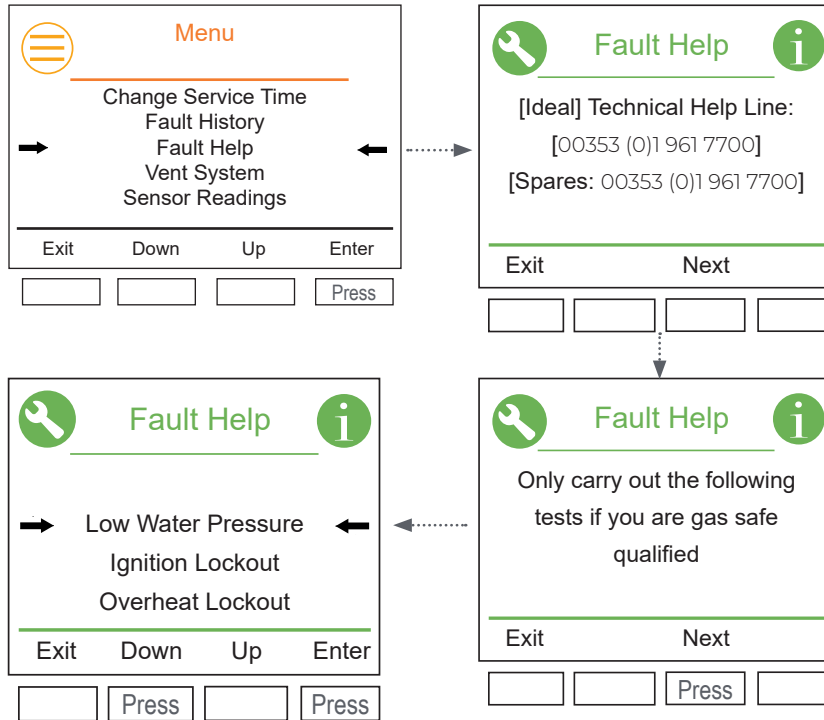 Menu
Change Service Time
Fault History
Fault Help
Vent System
Sensor Readings
Exit Down Up Enter
Press
Fault Help
i
[Ideal] Technical Help Line:
[00353 (0)1 961 7700]
[Spares: 00353 (0)1 961 7700]
Exit Next
Fault Help
i
Only carry out the following
tests if you are gas safe
qualified
Exit Next
Press
Fault Help
i
Low Water Pressure
Ignition Lockout
Overheat Lockout
Exit Down Up Enter
Press Press